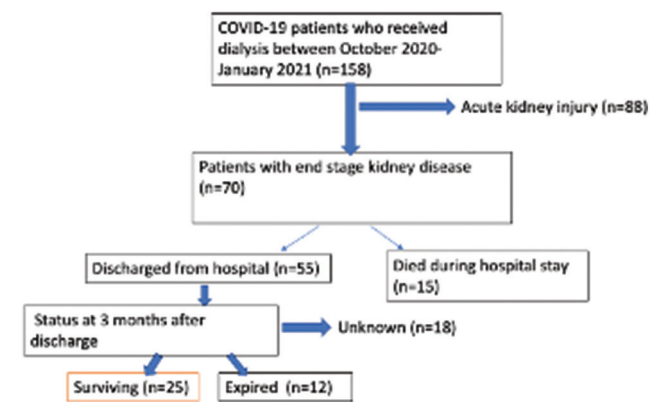 COVID-19 patients who received
dialysis between October 2020-
January 2021 (n=158)
Acute kidney injury (n=88)
Patients with end stage kidney disease
(n=70)
Discharged from hospital (n=55)
Died during hospital stay
(n=15)
Status at 3 months after
discharge
Unknown (n=18)
Surviving (n=25)
Expired (n=12)